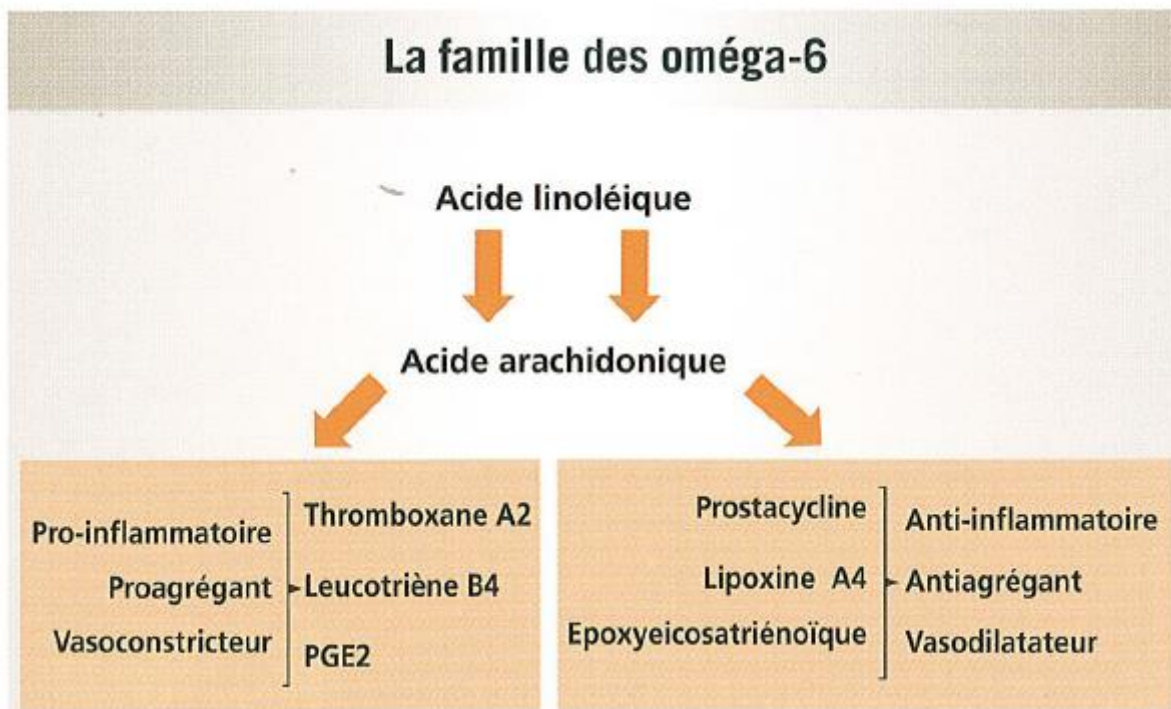 La famille des oméga-6
Acide linoléique
Acide arachidonique
Pro-inflammatoire
Proagrégant
Vasoconstricteur
Thromboxane A2
Leucotriène B4
PGE2
Prostacycline
Lipoxine A4
Epoxyeicosatriénoïque
Anti-inflammatoire
Antiagrégant
Vasodilatateur